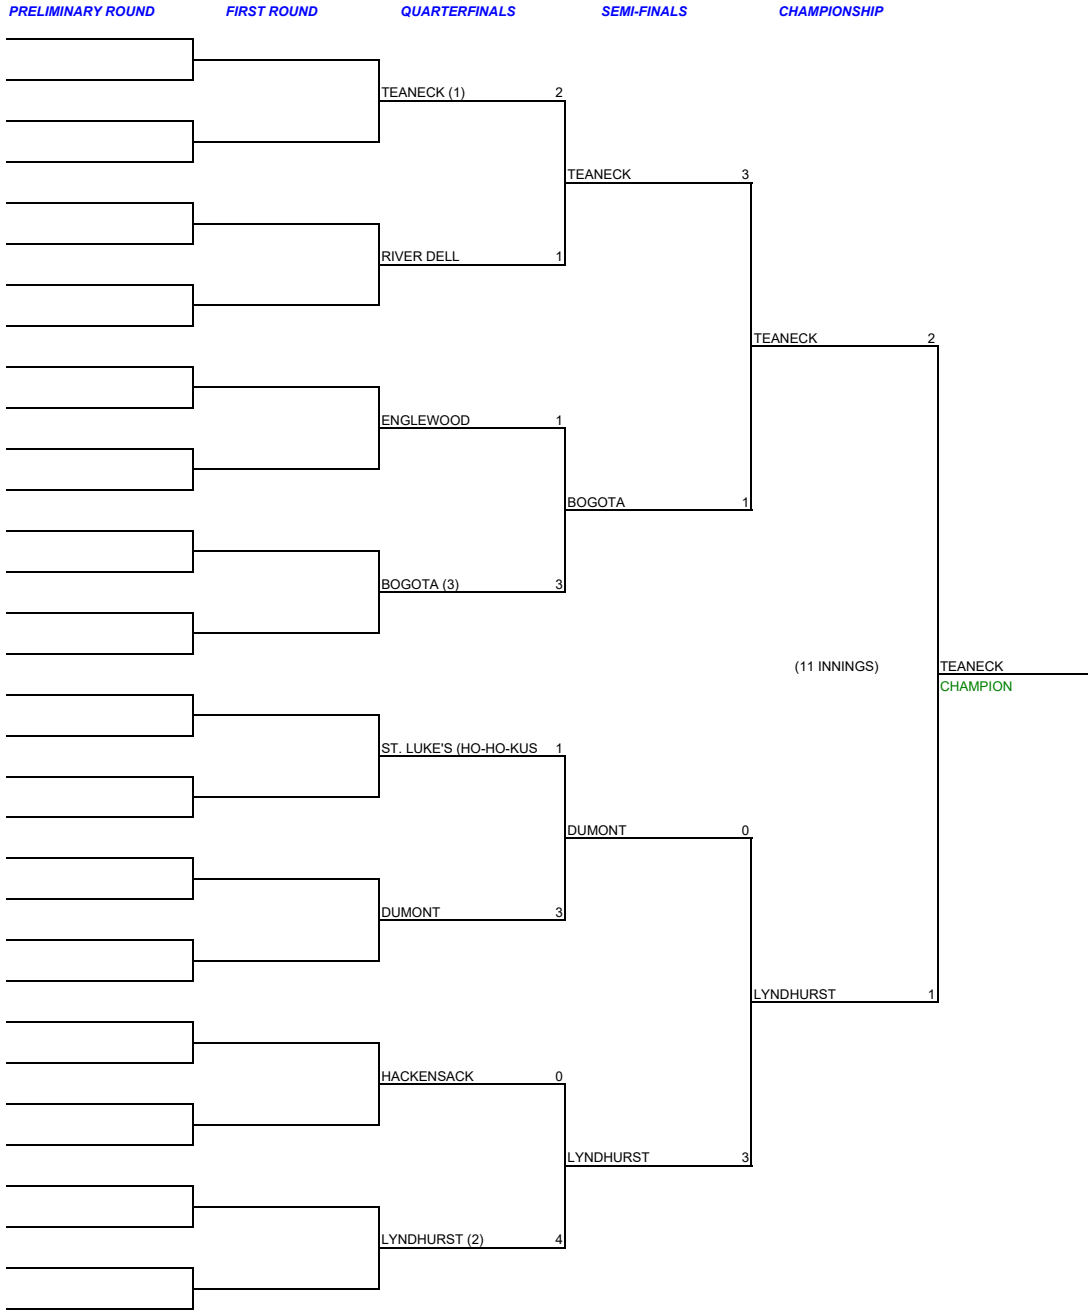 PRELIMINARY ROUND FIRST ROUND QUARTERFINALS SEMI-FINALS CHAMPIONSHIP
TEANECK (1) 2
TEANECK 3
RIVER DELL 1
TEANECK 2
ENGLEWOOD 1
BOGOTA 1
BOGOTA (3) 3
(11 INNINGS) TEANECK
CHAMPION
ST. LUKE'S (HO-HO-KUS 1
DUMONT 0
DUMONT 3
LYNDHURST 1
HACKENSACK 0
LYNDHURST 3
LYNDHURST (2) 4